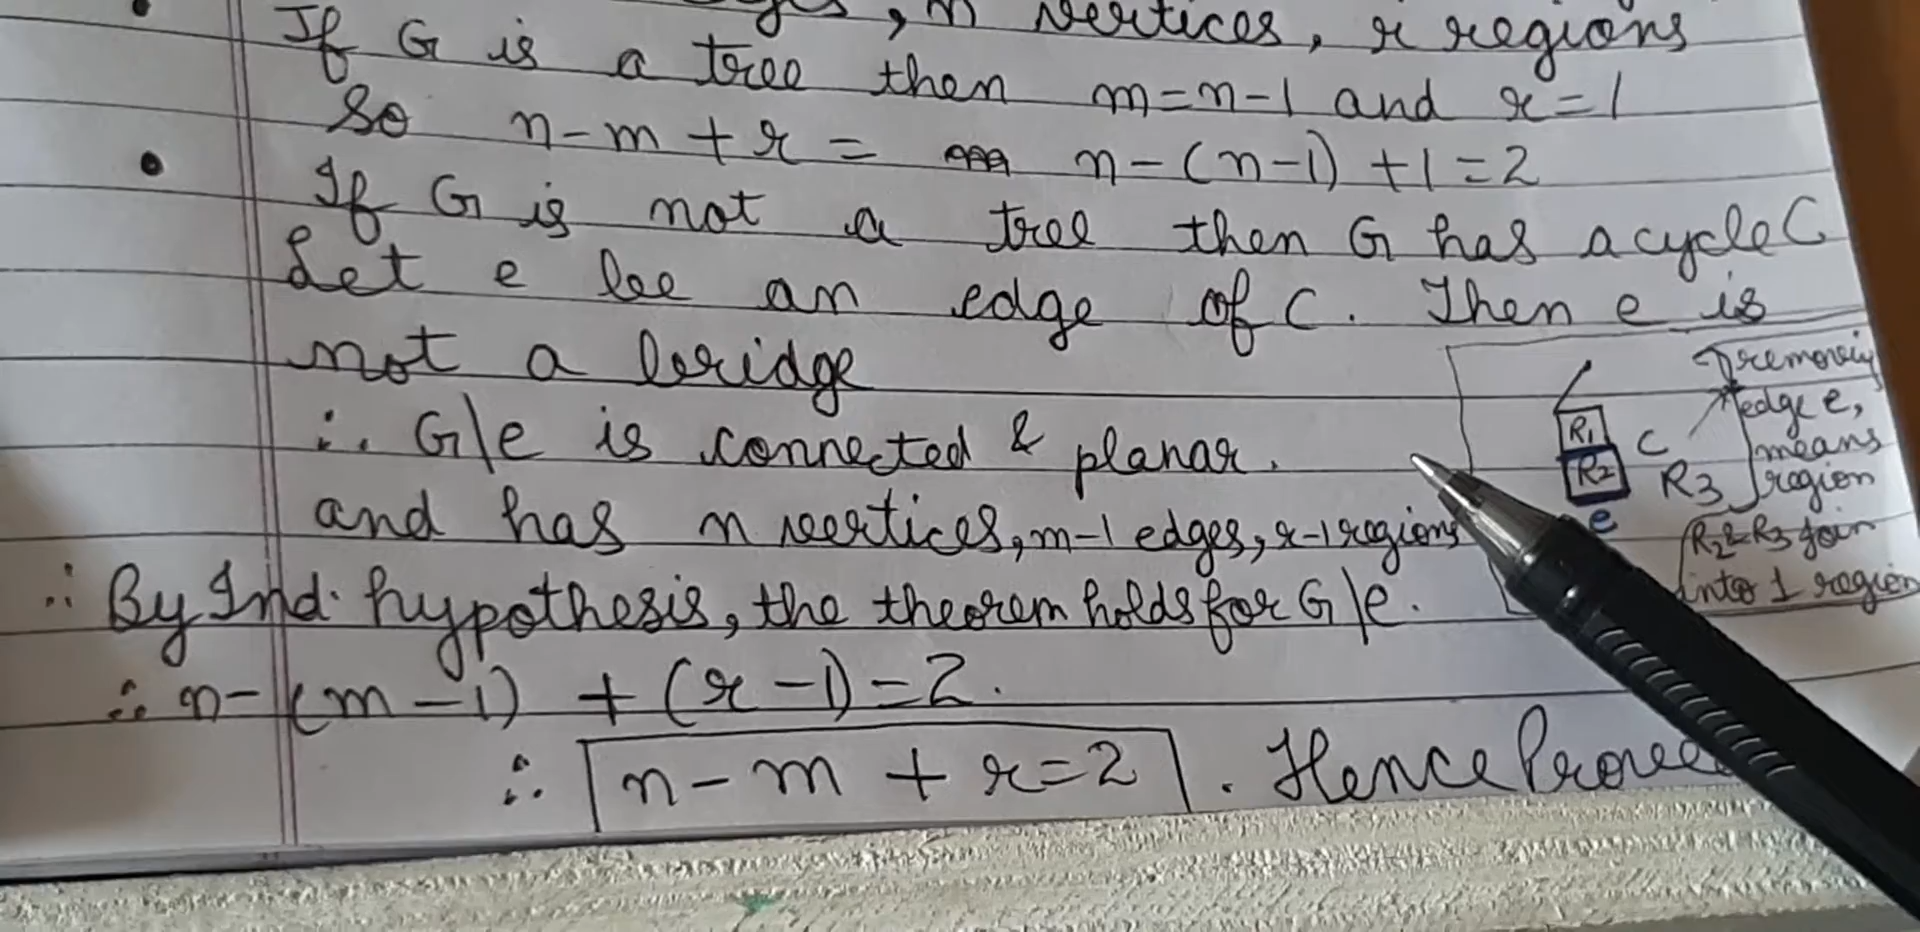 , n vertices, r regions
If G is a tree then m=n-1 and r=1
So n-m+r= n-(n-1)+1=2
If G is not a tree then G has a cycle C
Let e be an edge of C. Then e is
not a bridge
∴ G\e is connected & planar.
and has n vertices, m-1 edges, r-1 regions
∴ By Ind. hypothesis, the theorem holds for G\e.
∴ n-(m-1)+(r-1)=2.
∴ n-m+r=2. Hence Proved
removing
edge e,
means
region
R2&R3 join
into 1 region
R1
C
R2
R3
e